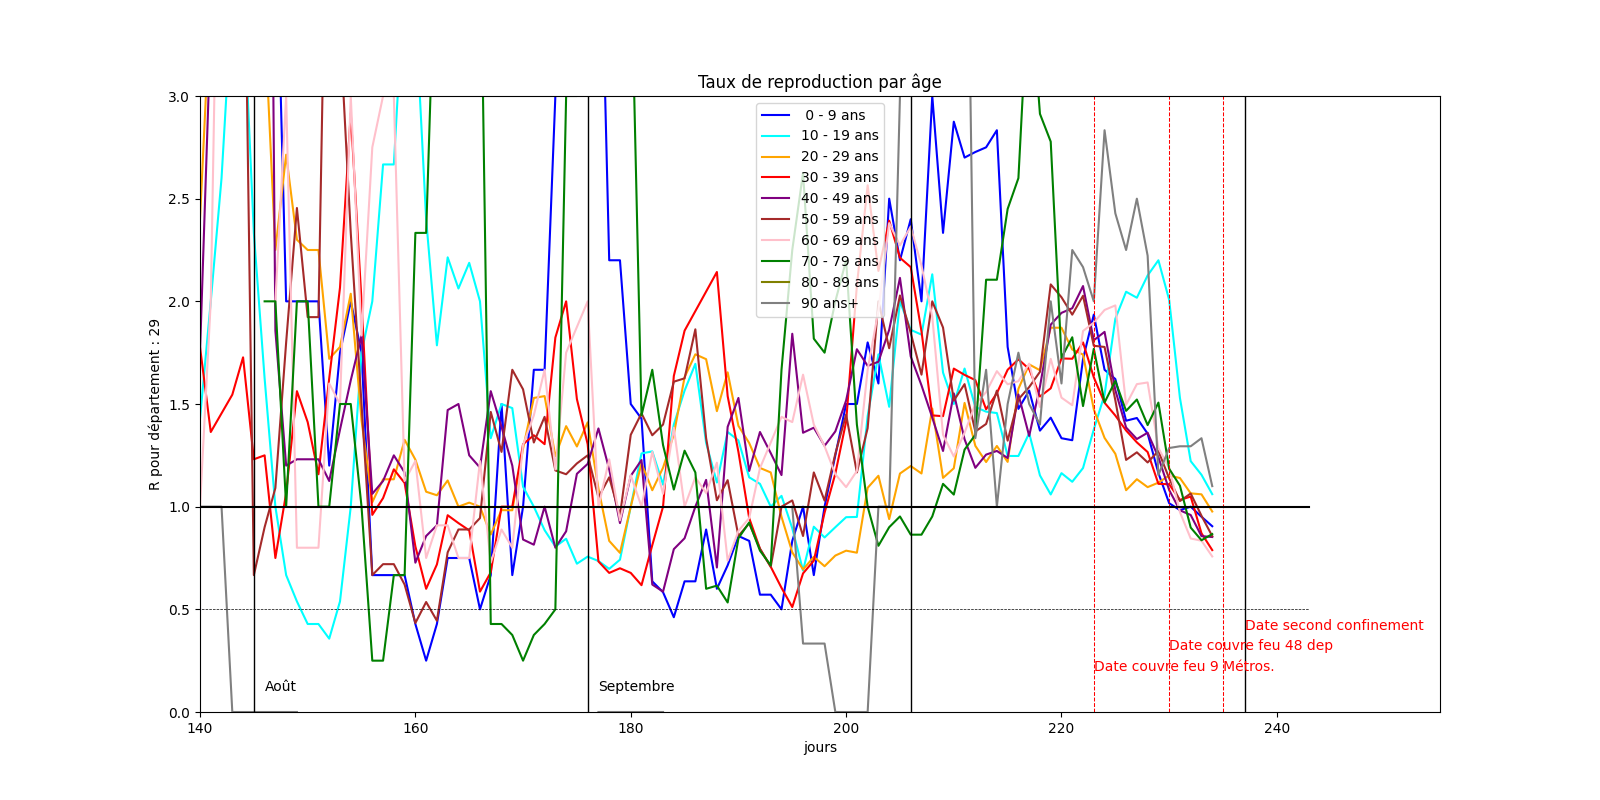 Taux de reproduction par âge
R pour département : 29
3.0
2.5
2.0
1.5
1.0
0.5
0.0
0 - 9 ans
10 - 19 ans
20 - 29 ans
30 - 39 ans
40 - 49 ans
50 - 59 ans
60 - 69 ans
70 - 79 ans
80 - 89 ans
90 ans+
Date second confinement
Date couvre feu 48 dep
Date couvre feu 9 Métros.
Août
Septembre
140
160
180
200
220
240
jours